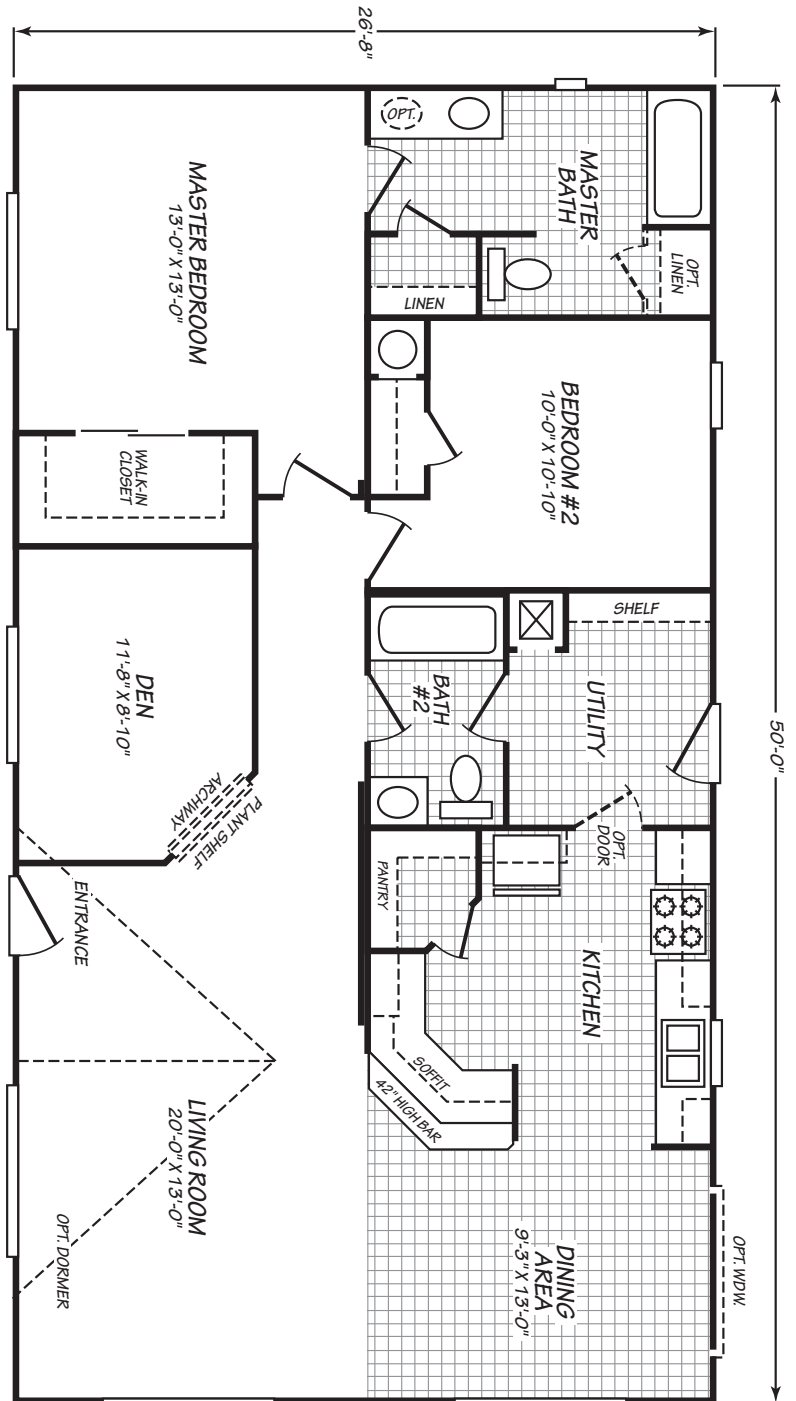 50'-0"
26'-8"
OPT. WDW.
OPT.
LINEN
MASTER
BATH
OPT.
LINEN
BEDROOM #2
10'-0" X 10'-10"
SHELF
UTILITY
BATH
#2
OPT.
DOOR
PANTRY
KITCHEN
SOFFIT
42" HIGH BAR
DINING
AREA
9'-3" X 13'-0"
MASTER BEDROOM
13'-0" X 13'-0"
WALK-IN
CLOSET
DEN
11'-8" X 8'-10"
ARCHWAY
PLANT SHELF
ENTRANCE
LIVING ROOM
20'-0" X 13'-0"
OPT. DORMER